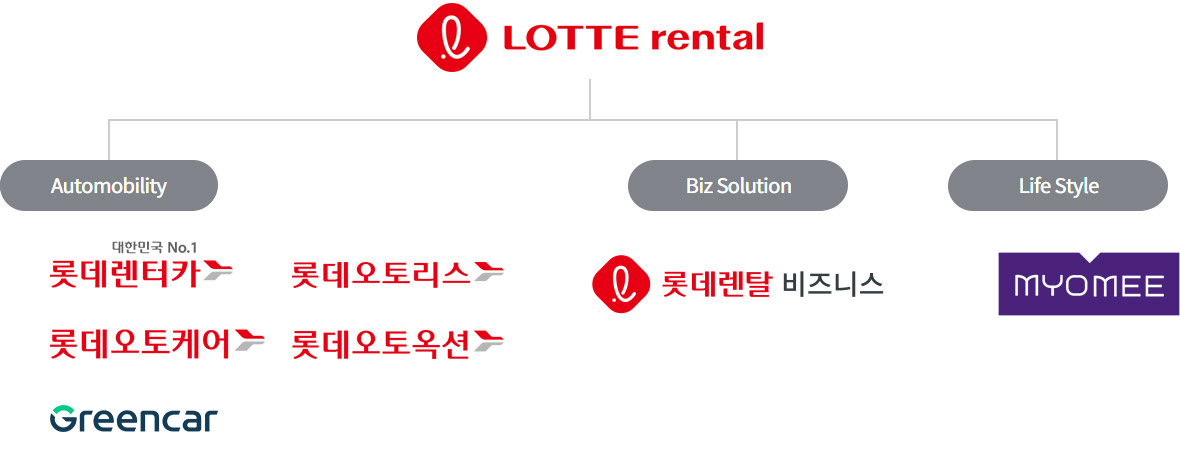 LOTTE rental
Automobility
Biz Solution
Life Style
대한민국 No.1
롯데렌터카
롯데오토리스
롯데오토케어
롯데오토옥션
Greencar
롯데렌탈 비즈니스
MYOMEE